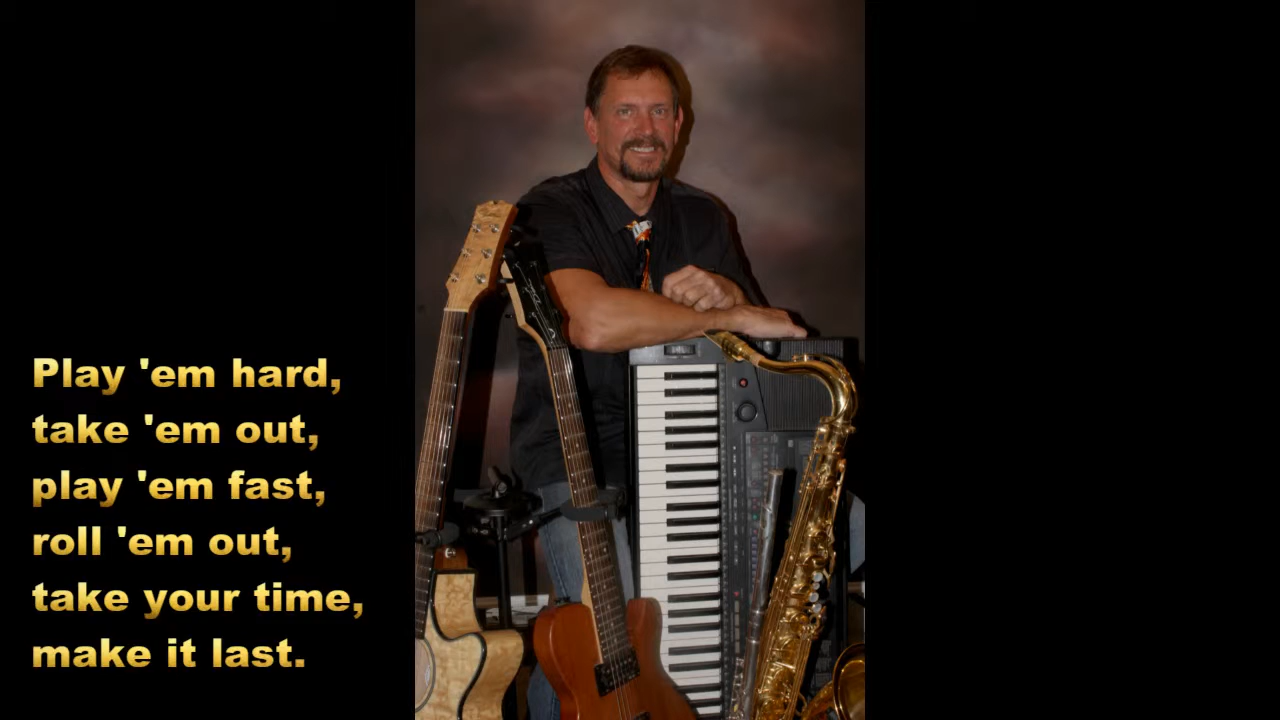 Play 'em hard,
take 'em out,
play 'em fast,
roll 'em out,
take your time,
make it last.